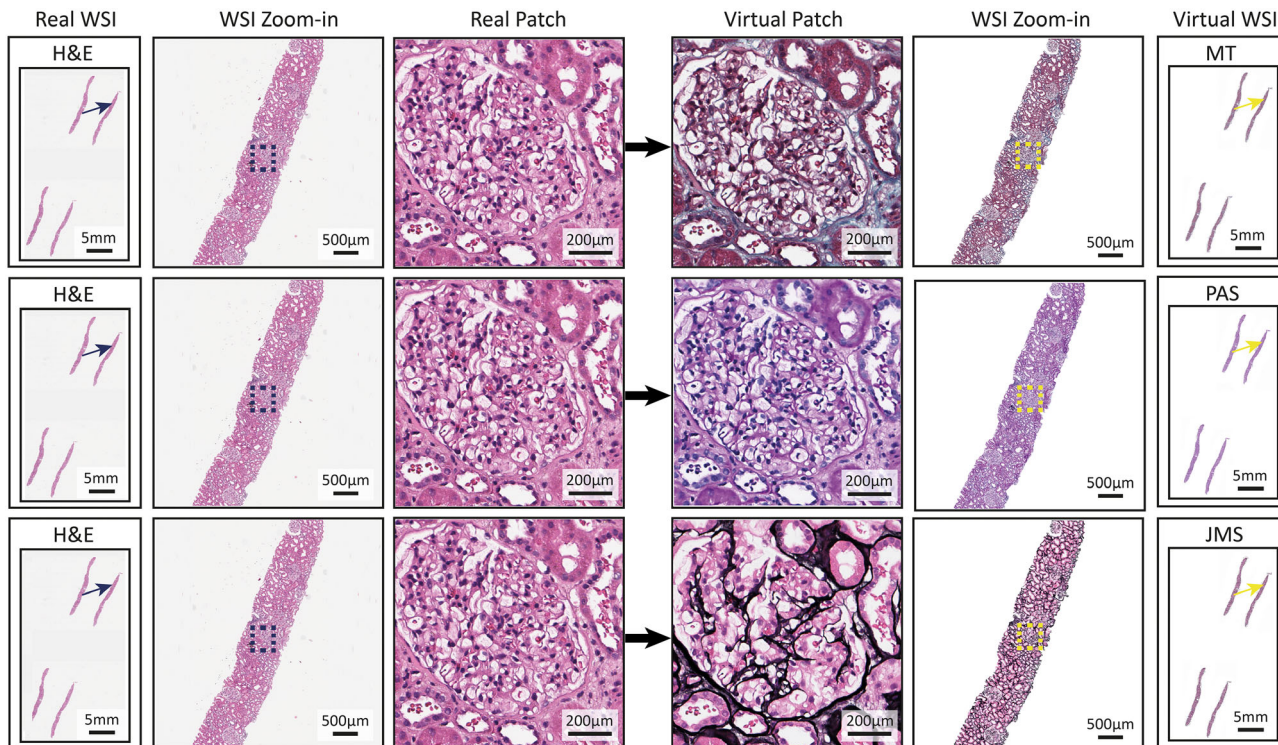 Real WSI WSI Zoom-in Real Patch Virtual Patch WSI Zoom-in Virtual WSI
H&E MT
5mm 500µm 200µm 200µm 500µm 5mm
H&E PAS
5mm 500µm 200µm 200µm 500µm 5mm
H&E JMS
5mm 500µm 200µm 200µm 500µm 5mm